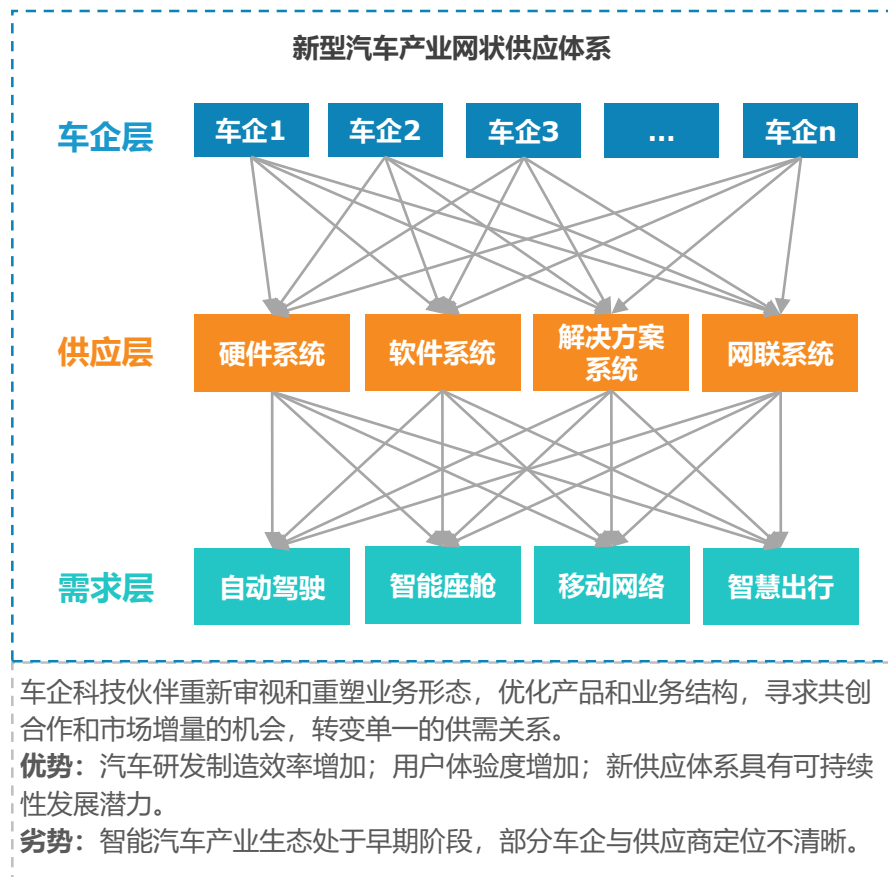 新型汽车产业网状供应体系
车企层
车企1
车企2
车企3
...
车企n
供应层
硬件系统
软件系统
解决方案
系统
网联系统
需求层
自动驾驶
智能座舱
移动网络
智慧出行
车企科技伙伴重新审视和重塑业务形态，优化产品和业务结构，寻求共创
合作和市场增量的机会，转变单一的供需关系。
优势：汽车研发制造效率增加；用户体验度增加；新供应体系具有可持续
性发展潜力。
劣势：智能汽车产业生态处于早期阶段，部分车企与供应商定位不清晰。